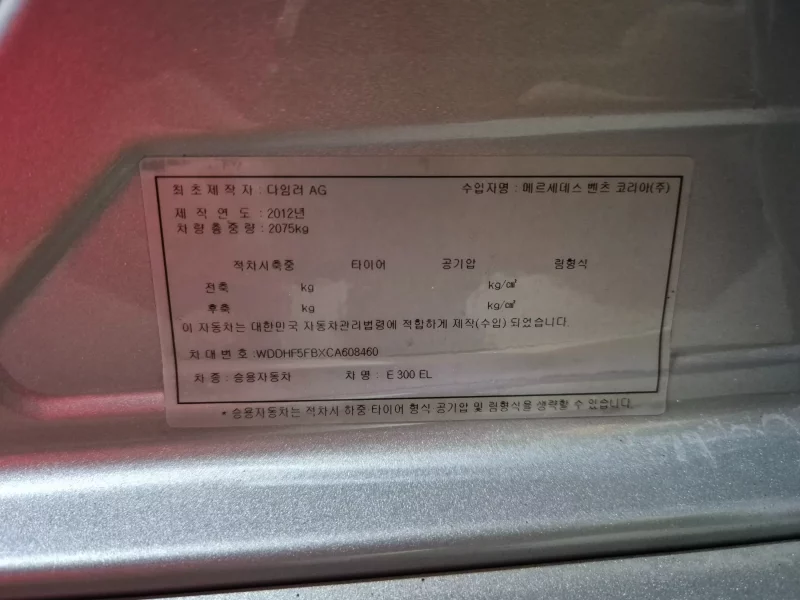 최초제작자 : 다임러 AG 수입자명 : 메르세데스 벤츠 코리아(주)
제 작 연 도 : 2012년
차량총중량 : 2075kg
적차시축중 타이어 공기압 림형식
전축 kg kg/㎠
후축 kg kg/㎠
이 자동차는 대한민국 자동차관리법령에 적합하게 제작(수입) 되었습니다.
차대번호 : WDDHF5FBXCA608460
차종 : 승용자동차 차명 : E 300 EL
* 승용자동차는 적차시 하중 타이어 형식 공기압 및 림형식을 생략할 수 있습니다.